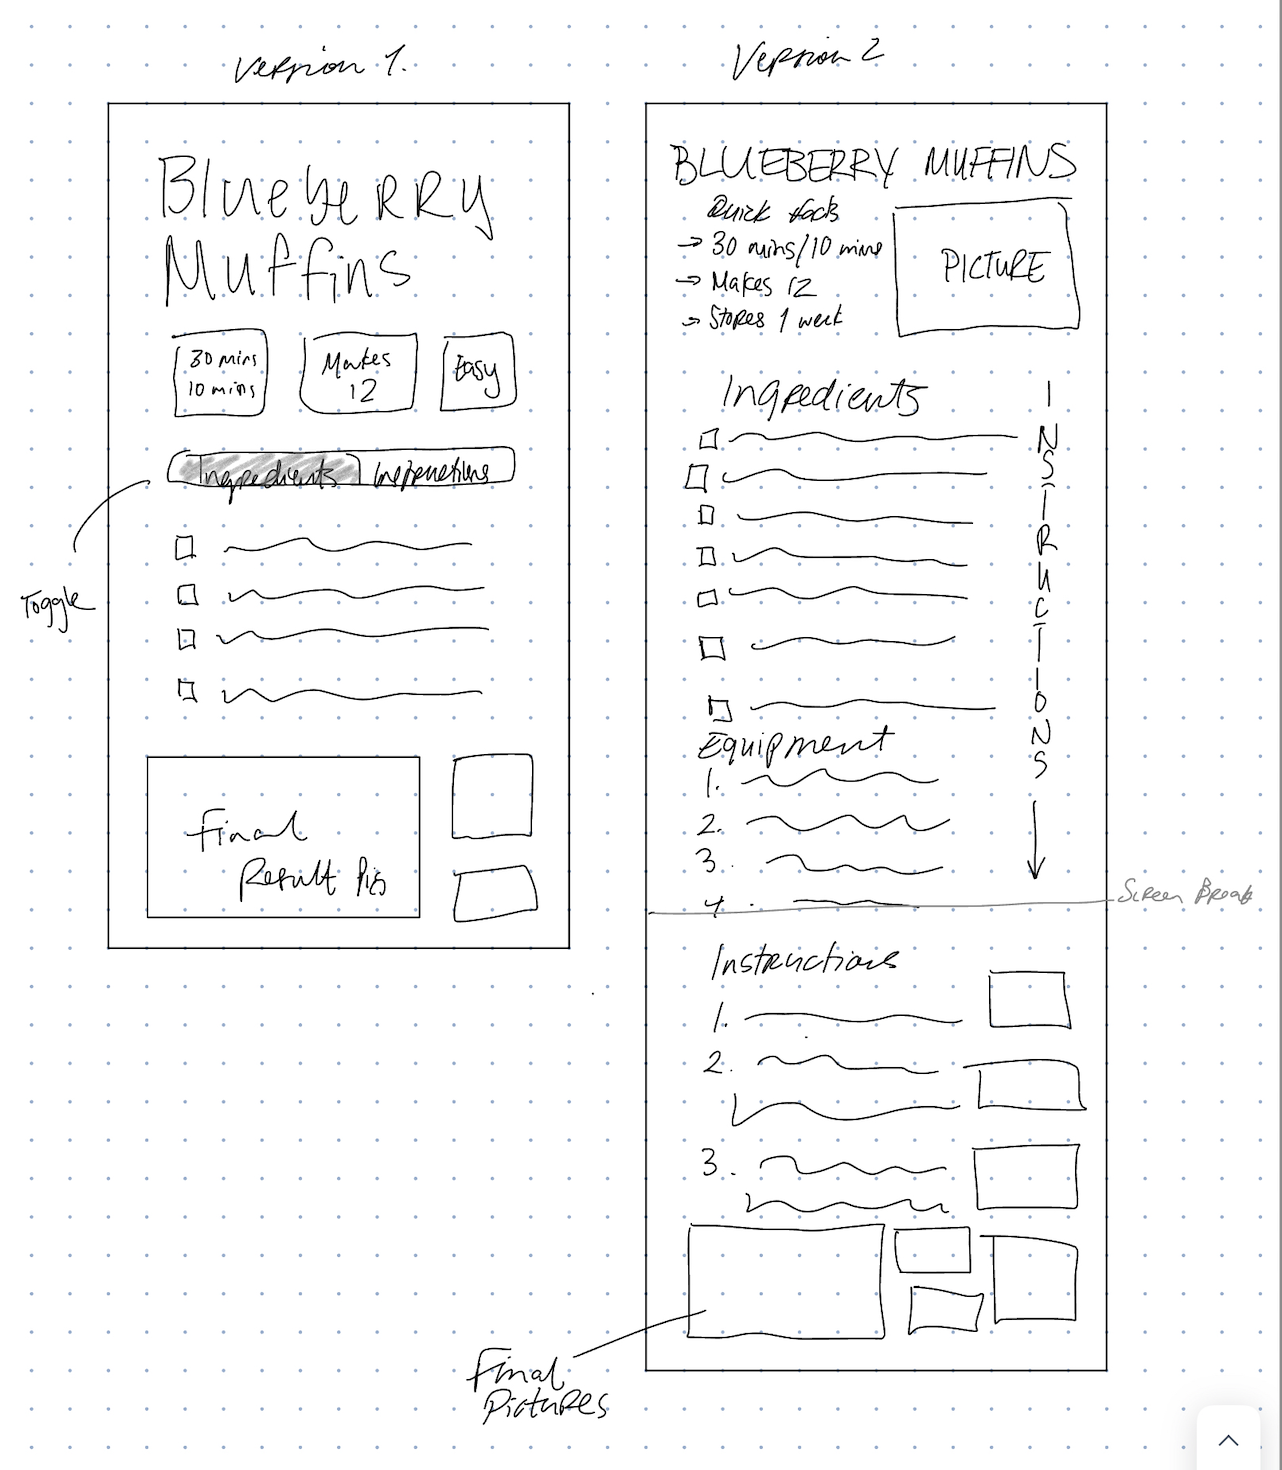 Version 1.
Blueberry
Muffins
30 mins
10 mins
Makes
12
Easy
Ingredients
Instructions
Toggle
Final
Result Pics
Version 2
BLUEBERRY MUFFINS
Quick facts
→ 30 mins/10 mins
→ Makes 12
→ Stores 1 week
PICTURE
Ingredients
INSTRUCTIONS
Equipment
1.
2.
3.
4.
Screen Break
Instructions
1.
2.
3.
Final
Pictures